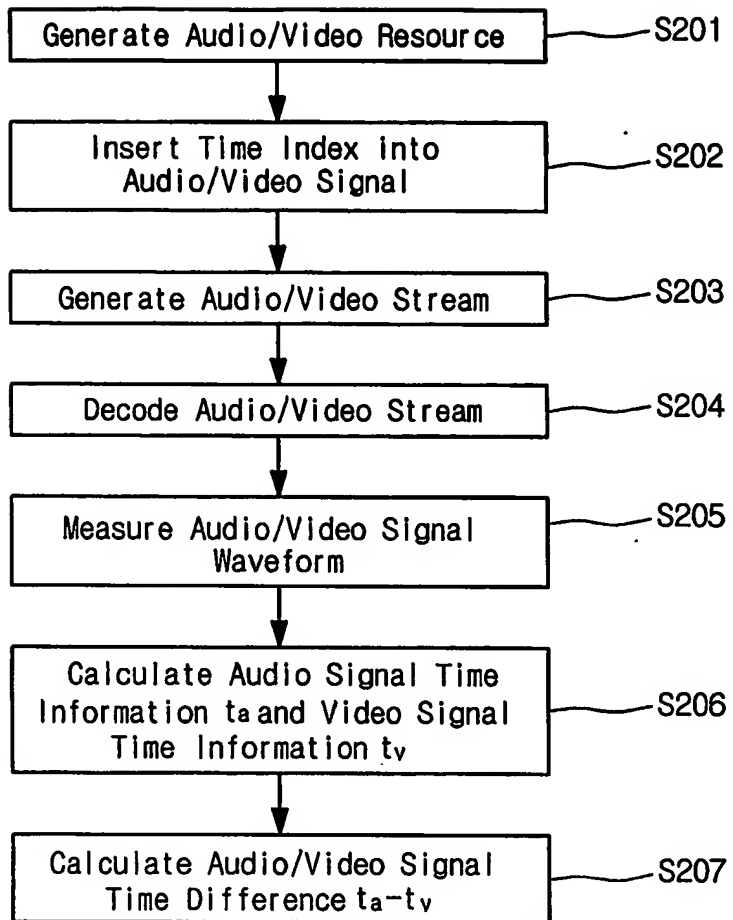 Generate Audio/Video Resource
S201
Insert Time Index into
Audio/Video Signal
S202
Generate Audio/Video Stream
S203
Decode Audio/Video Stream
S204
Measure Audio/Video Signal
Waveform
S205
Calculate Audio Signal Time
Information ta and Video Signal
Time Information tv
S206
Calculate Audio/Video Signal
Time Difference ta-tv
S207